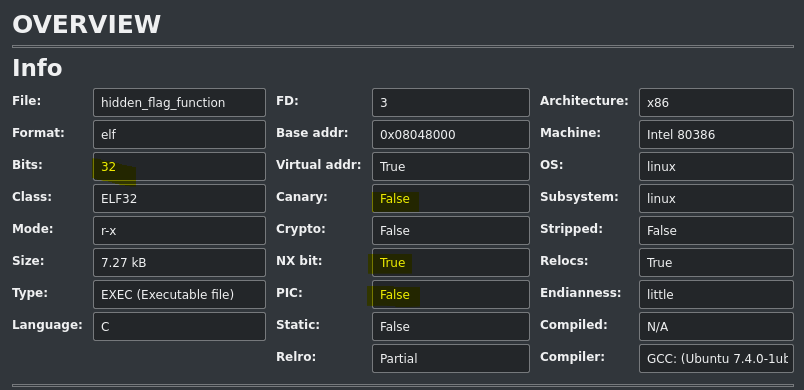 OVERVIEW
Info
File: hidden_flag_function FD: 3 Architecture: x86
Format: elf Base addr: 0x08048000 Machine: Intel 80386
Bits: 32 Virtual addr: True OS: linux
Class: ELF32 Canary: False Subsystem: linux
Mode: r-x Crypto: False Stripped: False
Size: 7.27 kB NX bit: True Relocs: True
Type: EXEC (Executable file) PIC: False Endianness: little
Language: C Static: False Compiled: N/A
Relro: Partial Compiler: GCC: (Ubuntu 7.4.0-1ub